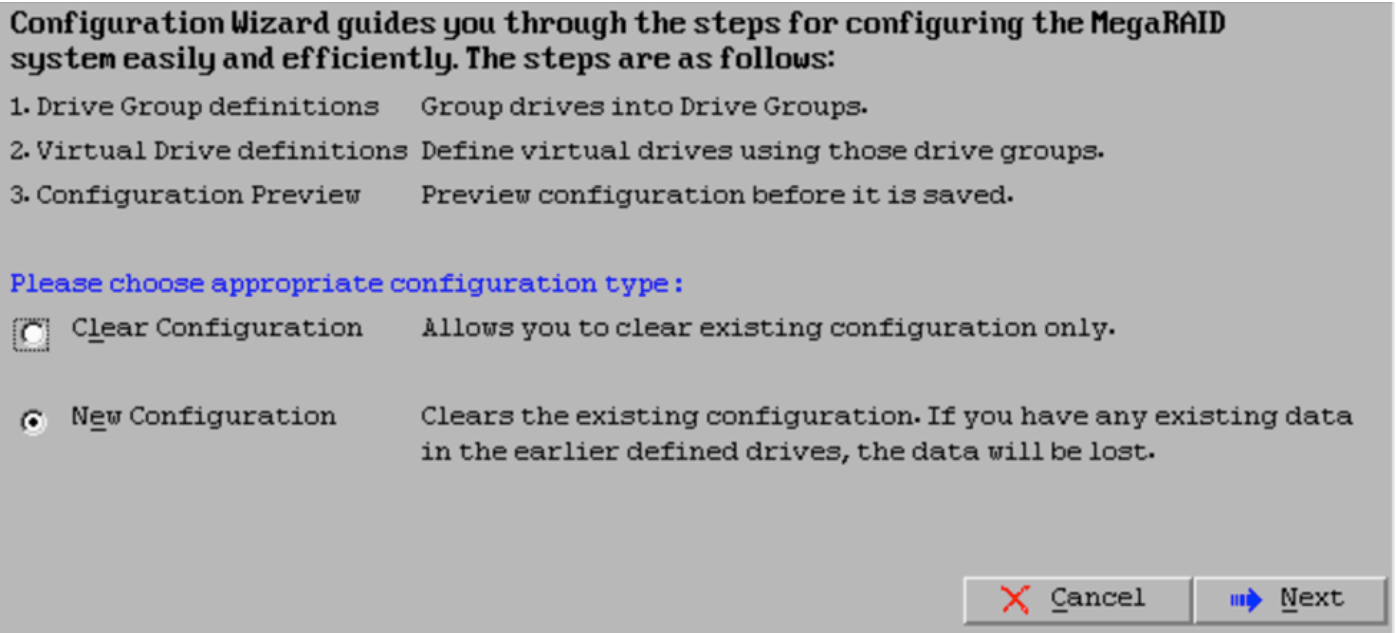 Configuration Wizard guides you through the steps for configuring the MegaRAID
system easily and efficiently. The steps are as follows:
1. Drive Group definitions Group drives into Drive Groups.
2. Virtual Drive definitions Define virtual drives using those drive groups.
3. Configuration Preview Preview configuration before it is saved.
Please choose appropriate configuration type:
Clear Configuration Allows you to clear existing configuration only.
New Configuration Clears the existing configuration. If you have any existing data
in the earlier defined drives, the data will be lost.
Cancel Next